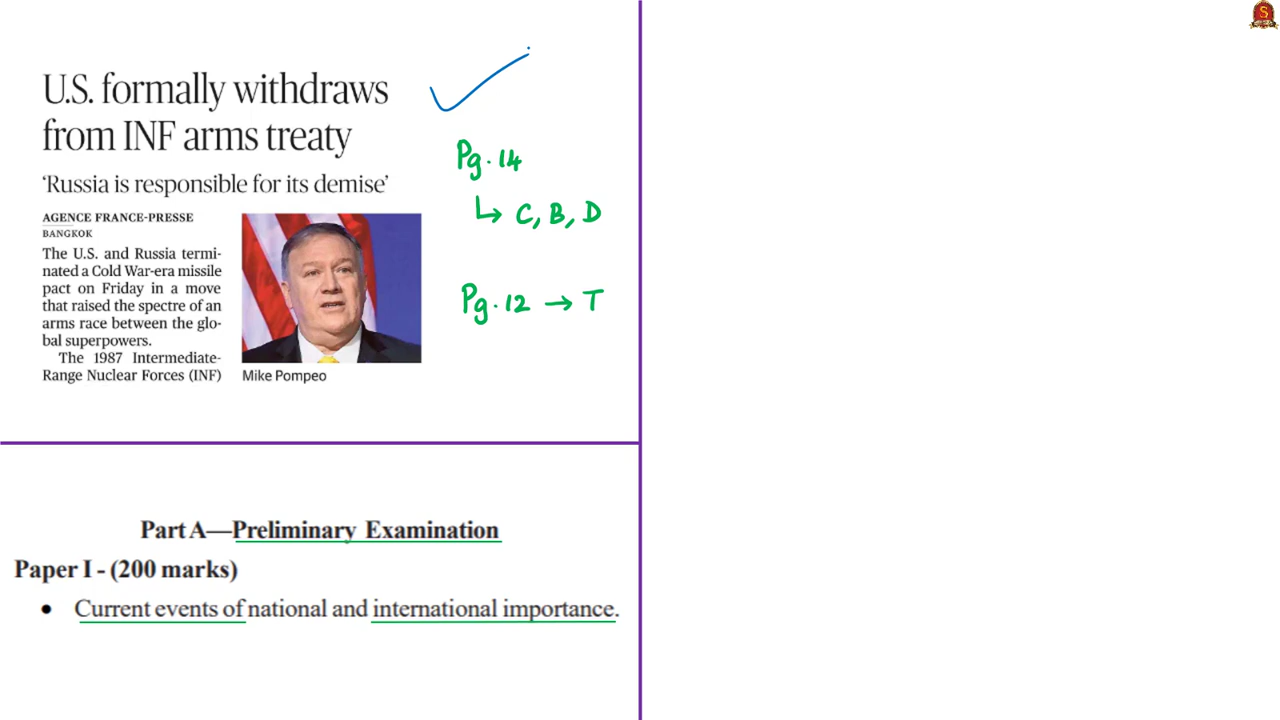 U.S. formally withdraws
from INF arms treaty
'Russia is responsible for its demise'
AGENCE FRANCE-PRESSE
BANGKOK
The U.S. and Russia termi-
nated a Cold War-era missile
pact on Friday in a move
that raised the spectre of an
arms race between the glo-
bal superpowers.
The 1987 Intermediate-
Range Nuclear Forces (INF)
Mike Pompeo
Pg. 14
↳ C, B, D
Pg. 12 → T
Part A—Preliminary Examination
Paper I - (200 marks)
• Current events of national and international importance.
S